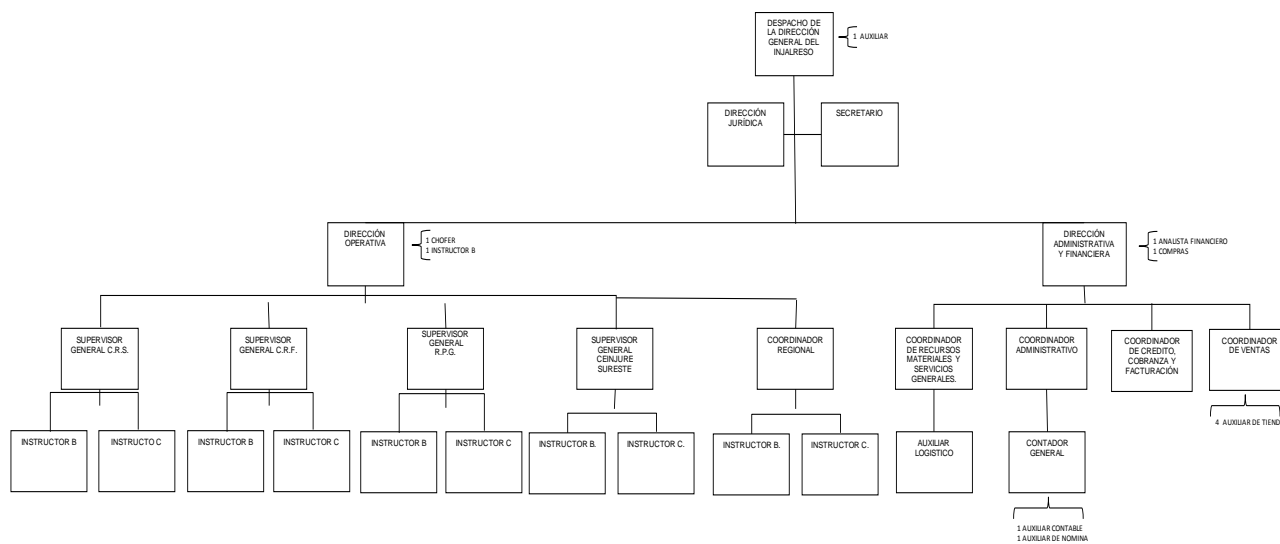 DESPACHO DE
LA DIRECCIÓN
GENERAL DEL
INJALRESO
1 AUXILIAR
DIRECCIÓN
JURÍDICA
SECRETARIO
DIRECCIÓN
OPERATIVA
1 CHOFER
1 INSTRUCTOR B
DIRECCIÓN
ADMINISTRATIVA
Y FINANCIERA
1 ANALISTA FINANCIERO
1 COMPRAS
SUPERVISOR
GENERAL C.R.S.
SUPERVISOR
GENERAL C.R.F.
SUPERVISOR
GENERAL
R.P.G.
SUPERVISOR
GENERAL
CEINJURE
SURESTE
COORDINADOR
REGIONAL
COORDINADOR
DE RECURSOS
MATERIALES Y
SERVICIOS
GENERALES.
COORDINADOR
ADMINISTRATIVO
COORDINADOR
DE CREDITO,
COBRANZA Y
FACTURACIÓN
COORDINADOR
DE VENTAS
4 AUXILIAR DE TIEND
INSTRUCTOR B
INSTRUCTO C
INSTRUCTOR B
INSTRUCTOR C
INSTRUCTOR B
INSTRUCTOR C
INSTRUCTOR B.
INSTRUCTOR C.
INSTRUCTOR B.
INSTRUCTOR C.
AUXILIAR
LOGISTICO
CONTADOR
GENERAL
1 AUXILIAR CONTABLE
1 AUXILIAR DE NOMINA